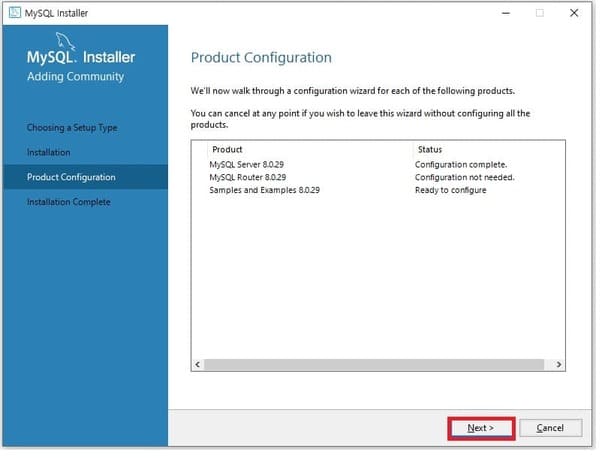 MySQL Installer
MySQL. Installer
Adding Community
Choosing a Setup Type
Installation
Product Configuration
Installation Complete
Product Configuration
We'll now walk through a configuration wizard for each of the following products.
You can cancel at any point if you wish to leave this wizard without configuring all the
products.
Product Status
MySQL Server 8.0.29 Configuration complete.
MySQL Router 8.0.29 Configuration not needed.
Samples and Examples 8.0.29 Ready to configure
Next > Cancel